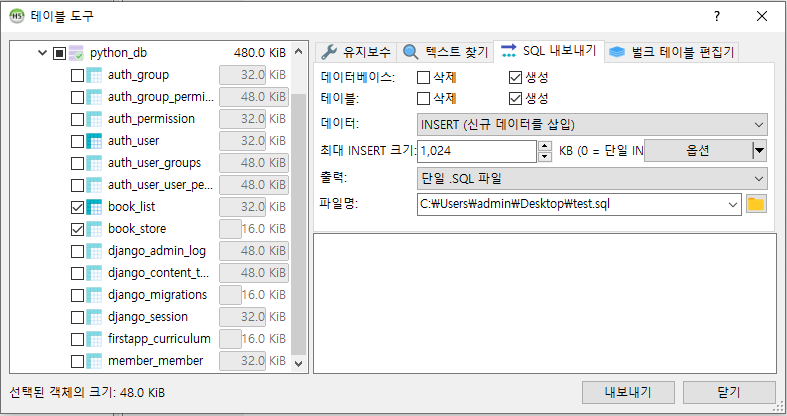 테이블 도구
python_db 480.0 KiB
auth_group 32.0 KiB
auth_group_permi... 48.0 KiB
auth_permission 32.0 KiB
auth_user 32.0 KiB
auth_user_groups 48.0 KiB
auth_user_user_pe... 48.0 KiB
book_list 32.0 KiB
book_store 16.0 KiB
django_admin_log 48.0 KiB
django_content_t... 48.0 KiB
django_migrations 16.0 KiB
django_session 32.0 KiB
firstapp_curriculum 16.0 KiB
member_member 32.0 KiB
유지보수 텍스트 찾기 SQL 내보내기 벌크 테이블 편집기
데이터베이스: 삭제 생성
테이블: 삭제 생성
데이터: INSERT (신규 데이터를 삽입)
최대 INSERT 크기: 1,024 KB (0 = 단일 IN 옵션
출력: 단일 .SQL 파일
파일명: C:₩Users₩admin₩Desktop₩test.sql
선택된 객체의 크기: 48.0 KiB
내보내기 닫기